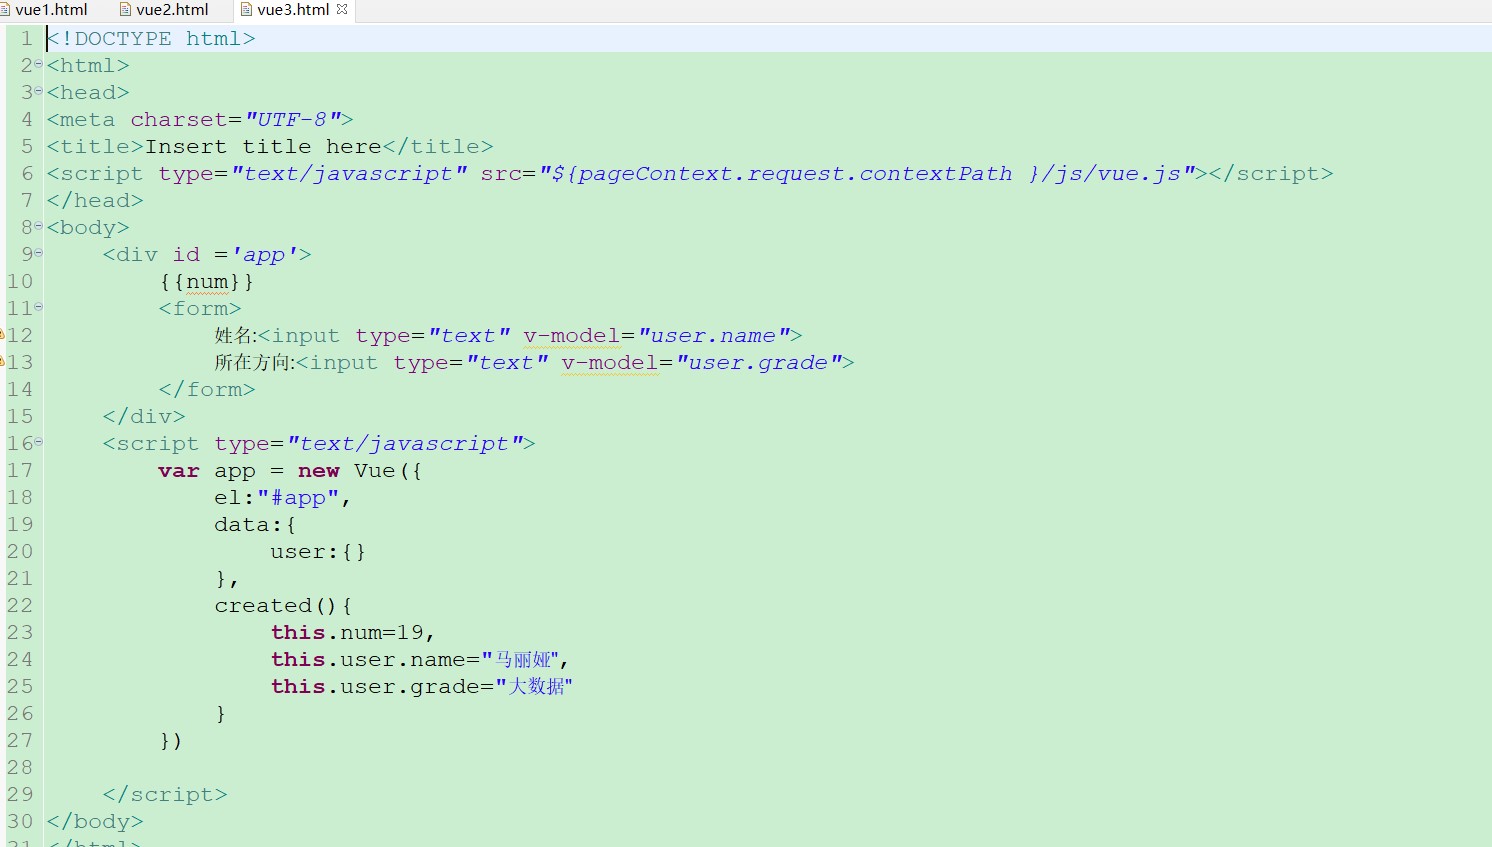 vue1.html vue2.html vue3.html
1 <!DOCTYPE html>
2 <html>
3 <head>
4 <meta charset="UTF-8">
5 <title>Insert title here</title>
6 <script type="text/javascript" src="${pageContext.request.contextPath }/js/vue.js"></script>
7 </head>
8 <body>
9 <div id ='app'>
10 {{num}}
11 <form>
12 姓名:<input type="text" v-model="user.name">
13 所在方向:<input type="text" v-model="user.grade">
14 </form>
15 </div>
16 <script type="text/javascript">
17 var app = new Vue({
18 el:"#app",
19 data:{
20 user:{}
21 },
22 created(){
23 this.num=19,
24 this.user.name="马丽娅",
25 this.user.grade="大数据"
26 }
27 })
28
29 </script>
30 </body>
31 </html>